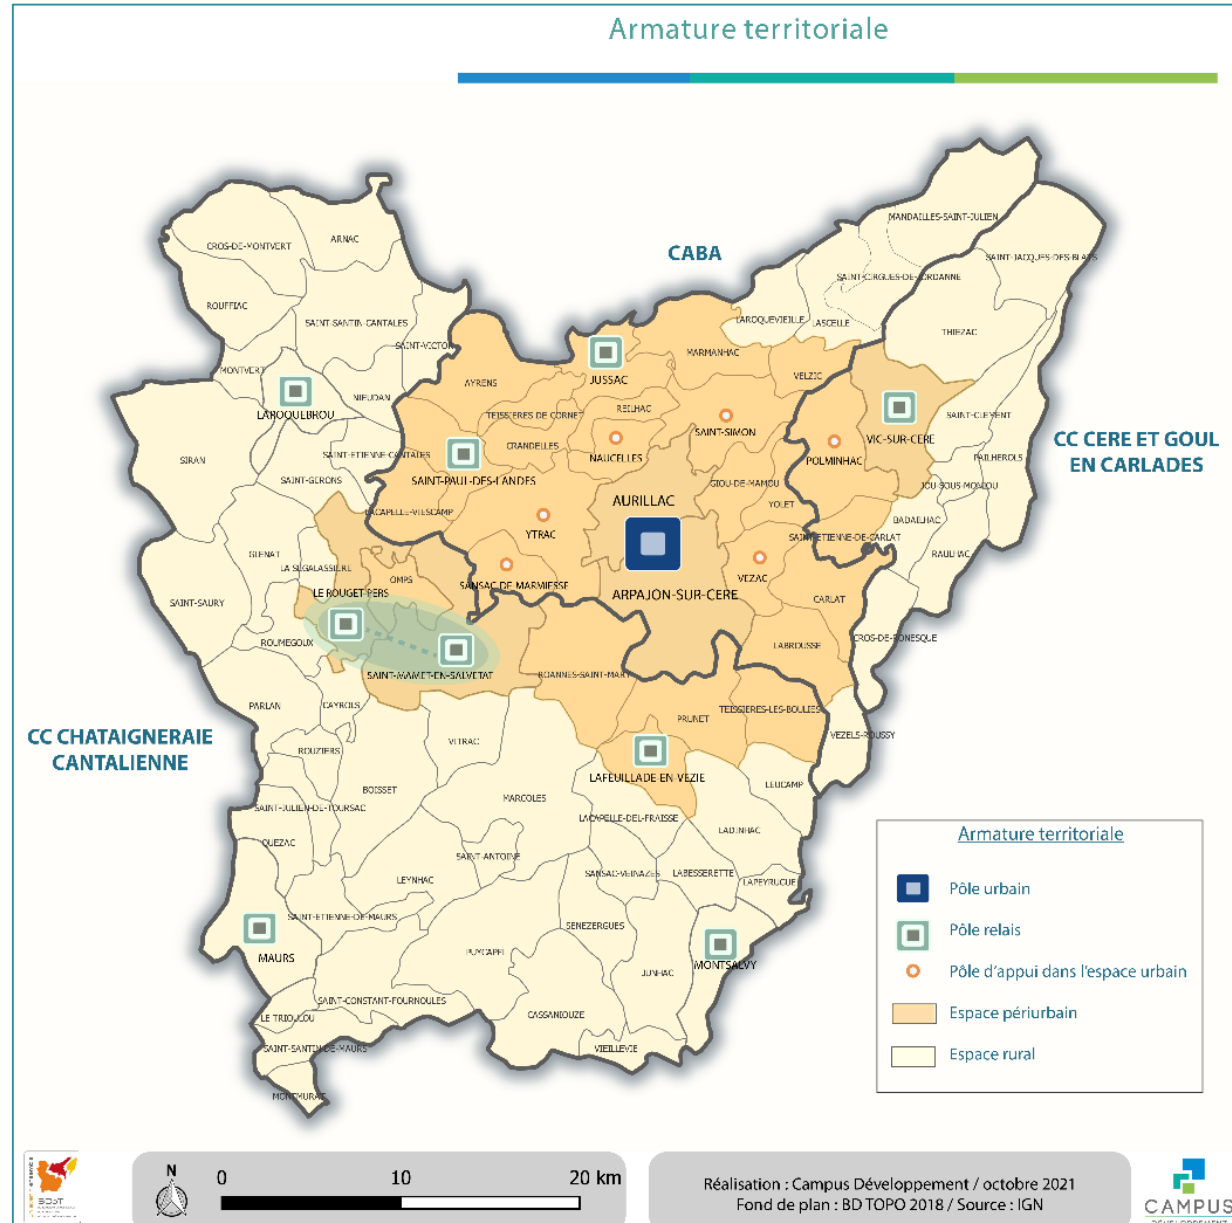 Armature territoriale
MANDAILLES-SAINT-JULIEN
CROS-DE-MONTVERT
ARNAC
CABA
SAINT-JACQUES-DES-BLATS
SAINT-CIRGUES-DE-JORDANNE
ROUFFIAC
SAINT-SANTIN-CANTALES
LAROQUEVIEILLE
LASCELLE
THIEZAC
SAINT-VICTOR
MARMANHAC
MONTVERT
JUSSAC
VELZIC
AYRENS
NIEUDAN
LAROQUEBROU
TEISSIERES DE CORNET
REILHAC
SAINT-CLEMENT
SAINT-SIMON
VIC-SUR-CERE
CC CERE ET GOUL
EN CARLADES
CRANDELLES
NAUCELLES
POLMINHAC
PAILHEROLS
SIRAN
SAINT-ETIENNE-CANTALES
SAINT-GERONS
SAINT-PAUL-DES-LANDES
GIOU-DE-MAMOU
JOU-SOUS-MONJOU
AURILLAC
YOLET
LACAPELLE-VIESCAMP
BADAILHAC
YTRAC
SAINT-ETIENNE-DE-CARLAT
RAULHAC
GLENAT
LA SEGALASSIERE
OMPS
SANSAC DE MARMIESSE
VEZAC
LE ROUGET-PERS
ARPAJON-SUR-CERE
CARLAT
SAINT-SAURY
CROS-DE-RONESQUE
ROUMEGOUX
LABROUSSE
SAINT-MAMET-EN-SALVETAT
ROANNES-SAINT-MARY
PARLAN
CAYROLS
TEISSIERES-LES-BOULIES
PRUNET
CC CHATAIGNERAIE
CANTALIENNE
VEZELS-ROUSSY
ROUZIERS
VITRAC
LAFEUILLADE-EN-VEZIE
LEUCAMP
BOISSET
MARCOLES
SAINT-JULIEN-DE-TOURSAC
LACAPELLE-DEL-FRAISSE
LADINHAC
QUEZAC
SAINT-ANTOINE
SANSAC-VEINAZES
LABESSERETTE
LEYNHAC
LAPEYRUGUE
SAINT-ETIENNE-DE-MAURS
SENEZERGUES
MAURS
PUYCAPEL
MONTSALVY
JUNHAC
SAINT-CONSTANT-FOURNOULES
LE TRIOULOU
CASSANIOUZE
SAINT-SANTIN-DE-MAURS
VIEILLEVIE
MONTMURAT
Armature territoriale
Pôle urbain
Pôle relais
Pôle d'appui dans l'espace urbain
Espace périurbain
Espace rural
N
0 10 20 km
Réalisation : Campus Développement / octobre 2021
Fond de plan : BD TOPO 2018 / Source : IGN
CAMPUS